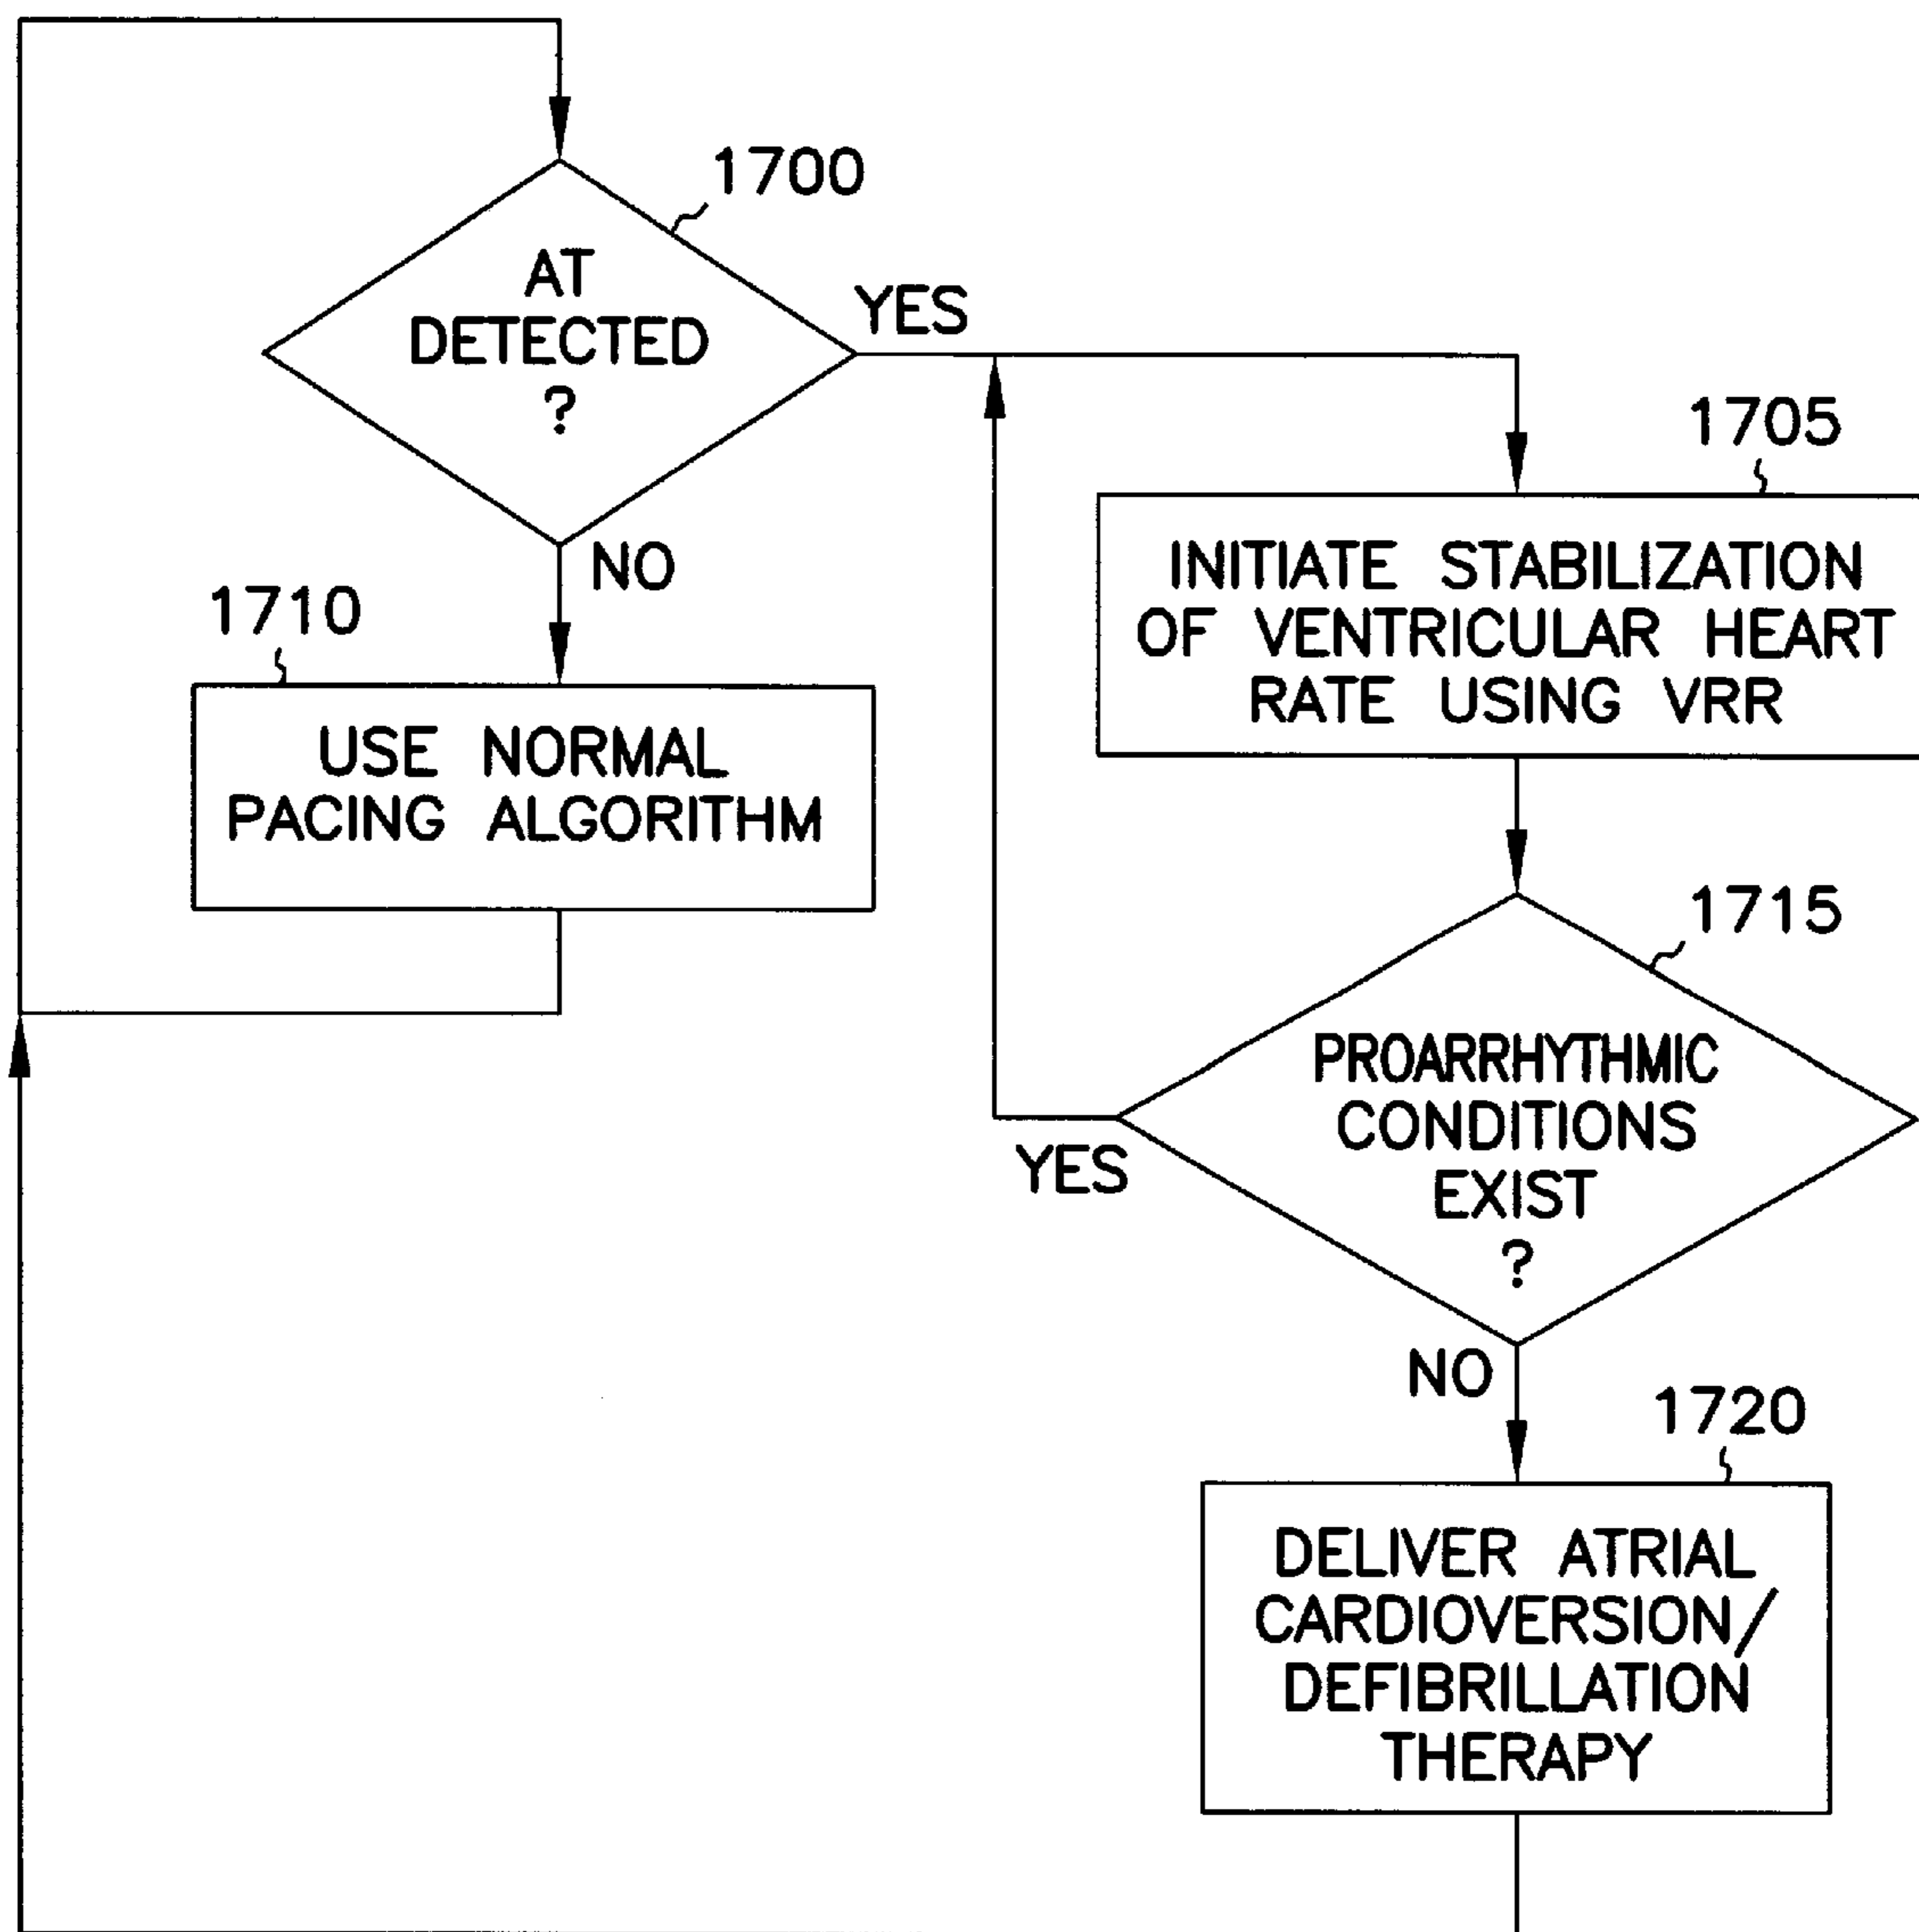 1700
AT
DETECTED
?
YES
NO
1705
INITIATE STABILIZATION
OF VENTRICULAR HEART
RATE USING VRR
1710
USE NORMAL
PACING ALGORITHM
1715
PROARRHYTHMIC
CONDITIONS
EXIST
?
YES
NO
1720
DELIVER ATRIAL
CARDIOVERSION/
DEFIBRILLATION
THERAPY